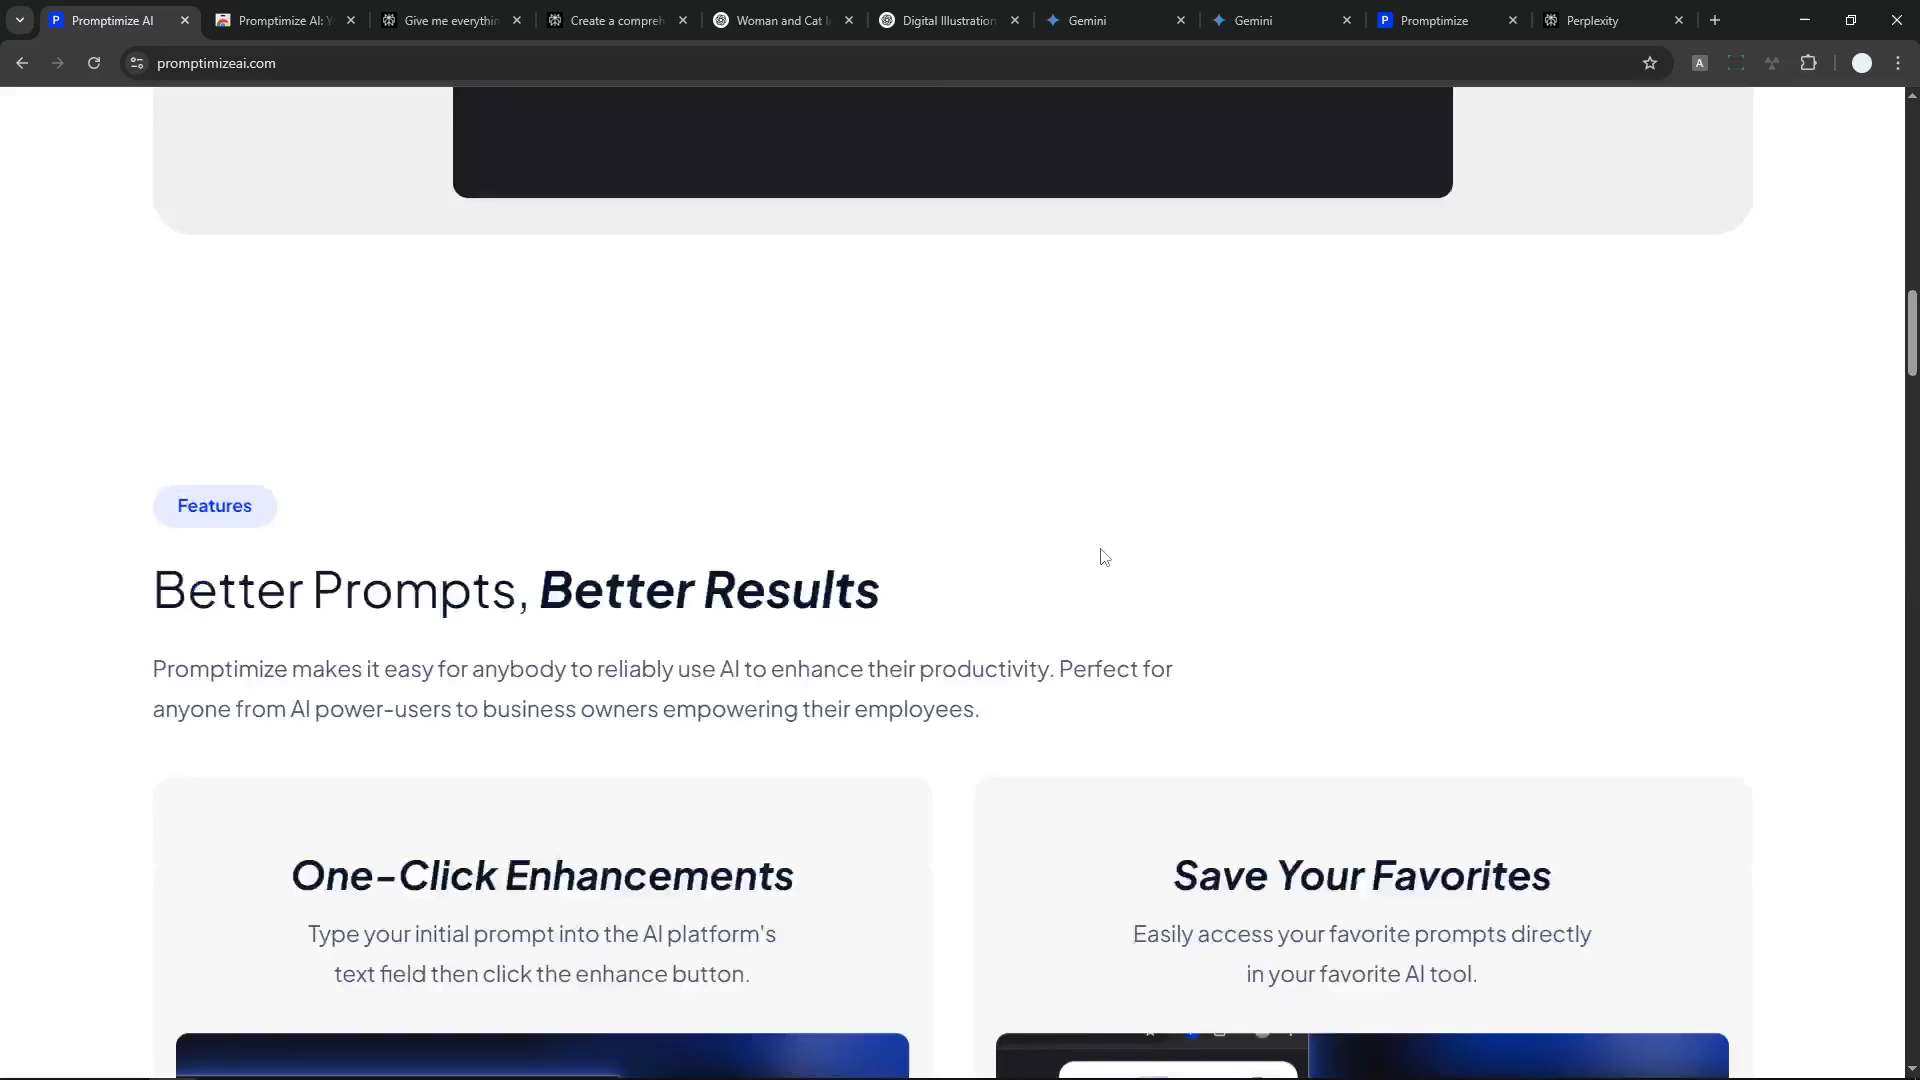 Promptimize AI
Promptimize AI: Y
Give me everythin
Create a compreh
Woman and Cat I
Digital Illustration
Gemini
Gemini
Promptimize
Perplexity
promptimizeai.com
A
Features
Better Prompts, Better Results
Promptimize makes it easy for anybody to reliably use AI to enhance their productivity. Perfect for
anyone from AI power-users to business owners empowering their employees.
One-Click Enhancements
Type your initial prompt into the AI platform's
text field then click the enhance button.
Save Your Favorites
Easily access your favorite prompts directly
in your favorite AI tool.